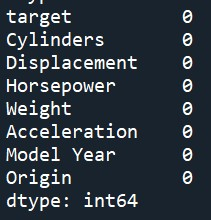 target 0
Cylinders 0
Displacement 0
Horsepower 0
Weight 0
Acceleration 0
Model Year 0
Origin 0
dtype: int64